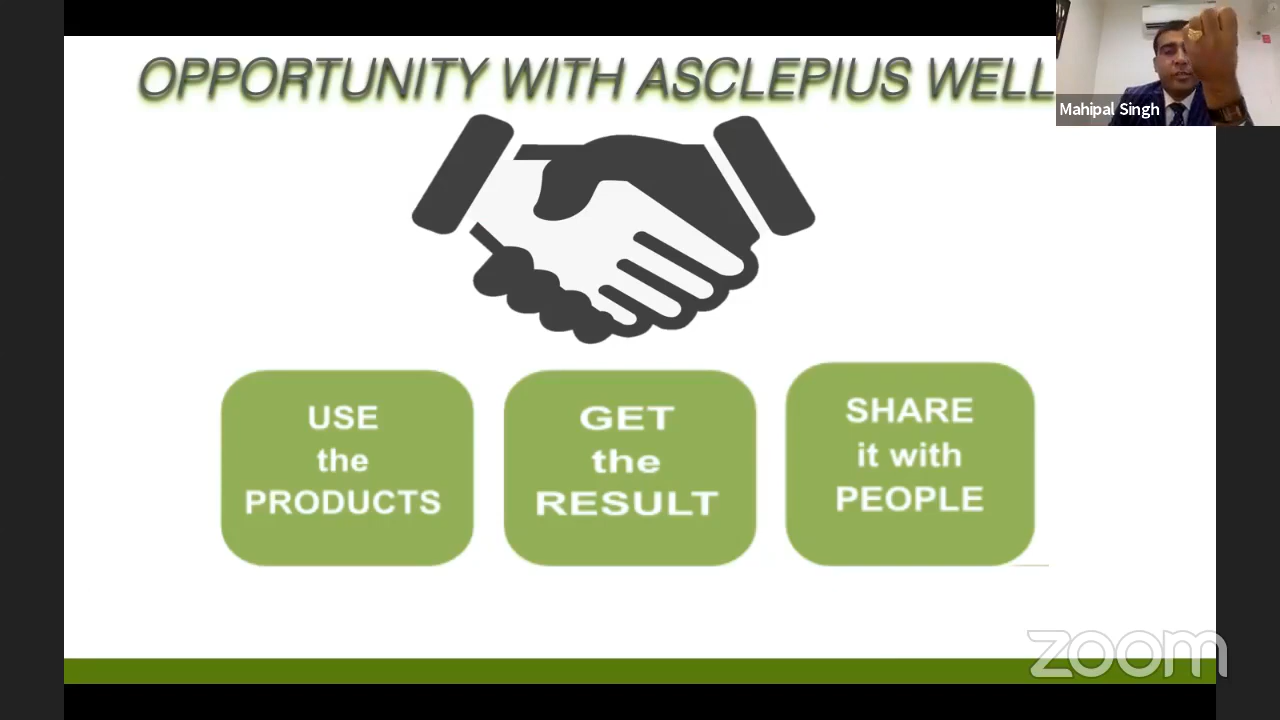 OPPORTUNITY WITH ASCLEPIUS WELL
Mahipal Singh
USE
the
PRODUCTS
GET
the
RESULT
SHARE
it with
PEOPLE
zoom